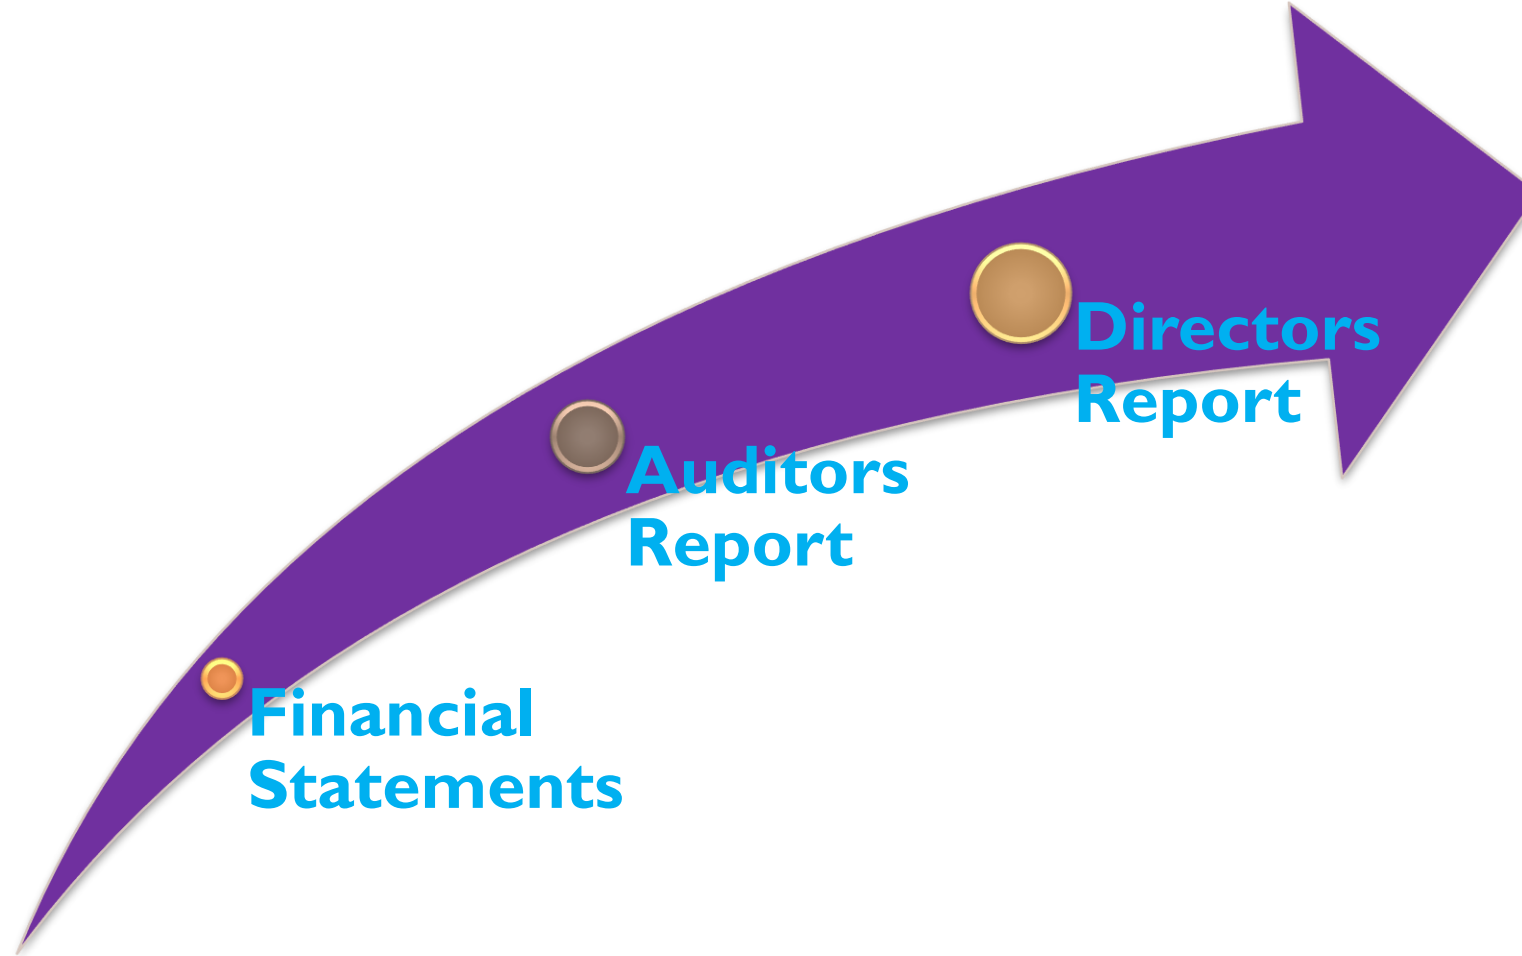 Directors
Report
Auditors
Report
Financial
Statements